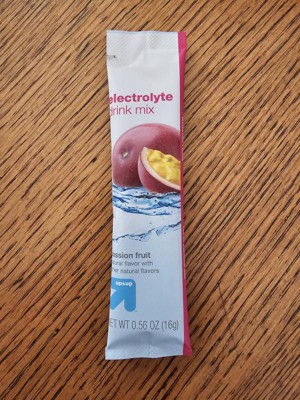 electrolyte
drink mix
passion fruit
natural flavor with
other natural flavors
up&up
NET WT 0.56 OZ (16g)